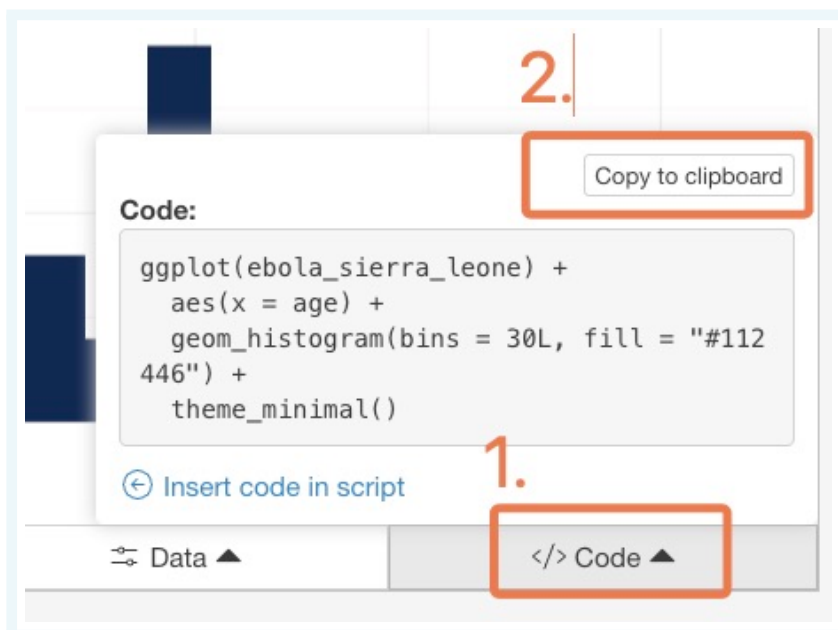 2.
Copy to clipboard
Code:
ggplot(ebola_sierra_leone) +
  aes(x = age) +
  geom_histogram(bins = 30L, fill = "#112
446") +
  theme_minimal()
1.
Insert code in script
Data
</> Code